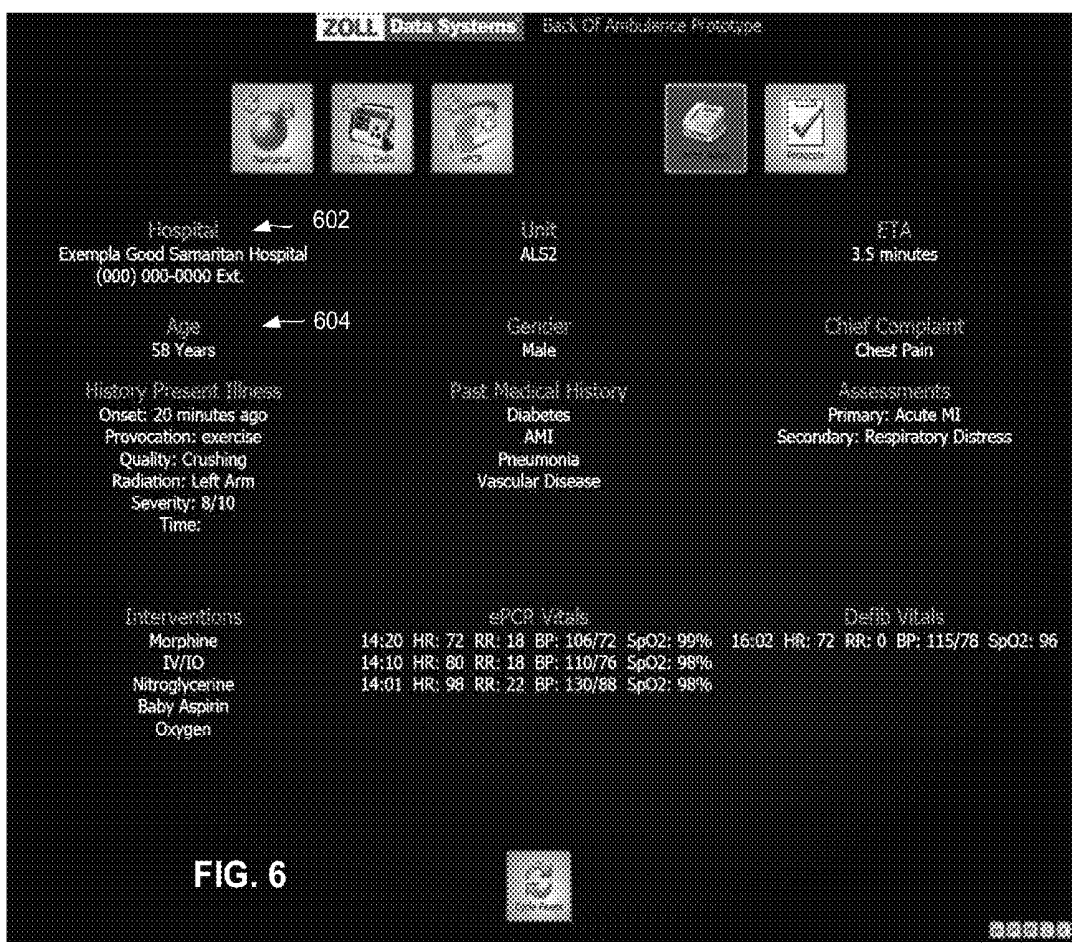 ZOLL Data Systems Back Of Ambulance Prototype
Hospital 602
Exempla Good Samaritan Hospital
(000) 000-0000 Ext.
Unit
ALS2
ETA
3.5 minutes
Age 604
58 Years
Gender
Male
Chief Complaint
Chest Pain
History Present Illness
Onset: 20 minutes ago
Provocation: exercise
Quality: Crushing
Radiation: Left Arm
Severity: 8/10
Time:
Past Medical History
Diabetes
AMI
Pneumonia
Vascular Disease
Assessments
Primary: Acute MI
Secondary: Respiratory Distress
Interventions
Morphine
IV/IO
Nitroglycerine
Baby Aspirin
Oxygen
ePCR Vitals
14:20 HR: 72 RR: 18 BP: 106/72 SpO2: 99%
14:10 HR: 80 RR: 18 BP: 110/76 SpO2: 98%
14:01 HR: 98 RR: 22 BP: 130/88 SpO2: 98%
Defib Vitals
16:02 HR: 72 RR: 0 BP: 115/78 SpO2: 96
FIG. 6